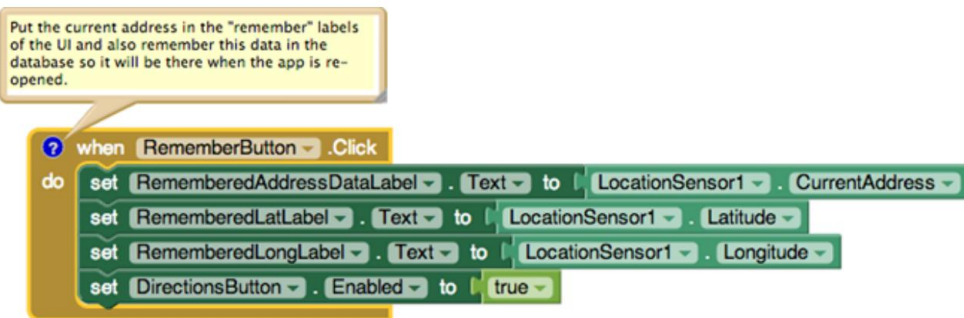 Put the current address in the "remember" labels
of the UI and also remember this data in the
database so it will be there when the app is re-
opened.
? when RememberButton .Click
do set RememberedAddressDataLabel . Text to LocationSensor1 . CurrentAddress
set RememberedLatLabel . Text to LocationSensor1 . Latitude
set RememberedLongLabel . Text to LocationSensor1 . Longitude
set DirectionsButton . Enabled to true